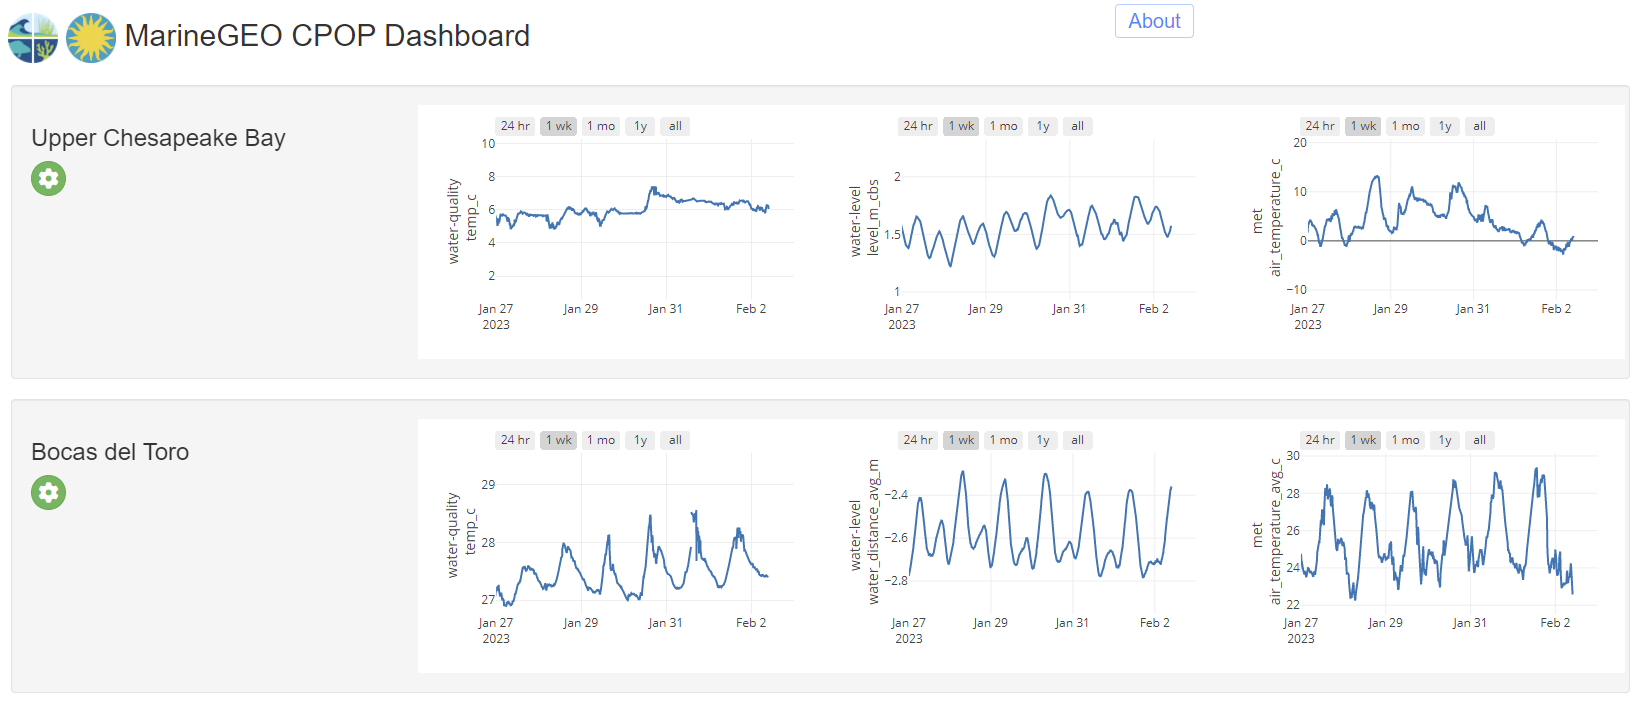 MarineGEO CPOP Dashboard
About
Upper Chesapeake Bay
24 hr 1 wk 1 mo 1y all
water-quality
temp_c
10
8
6
4
2
Jan 27
2023
Jan 29
Jan 31
Feb 2
24 hr 1 wk 1 mo 1y all
water-level
level_m_cbs
2
1.5
1
Jan 27
2023
Jan 29
Jan 31
Feb 2
24 hr 1 wk 1 mo 1y all
met
air_temperature_c
20
10
0
−10
Jan 27
2023
Jan 29
Jan 31
Feb 2
Bocas del Toro
24 hr 1 wk 1 mo 1y all
water-quality
temp_c
29
28
27
Jan 27
2023
Jan 29
Jan 31
Feb 2
24 hr 1 wk 1 mo 1y all
water-level
water_distance_avg_m
−2.4
−2.6
−2.8
Jan 27
2023
Jan 29
Jan 31
Feb 2
24 hr 1 wk 1 mo 1y all
met
air_temperature_avg_c
30
28
26
24
22
Jan 27
2023
Jan 29
Jan 31
Feb 2